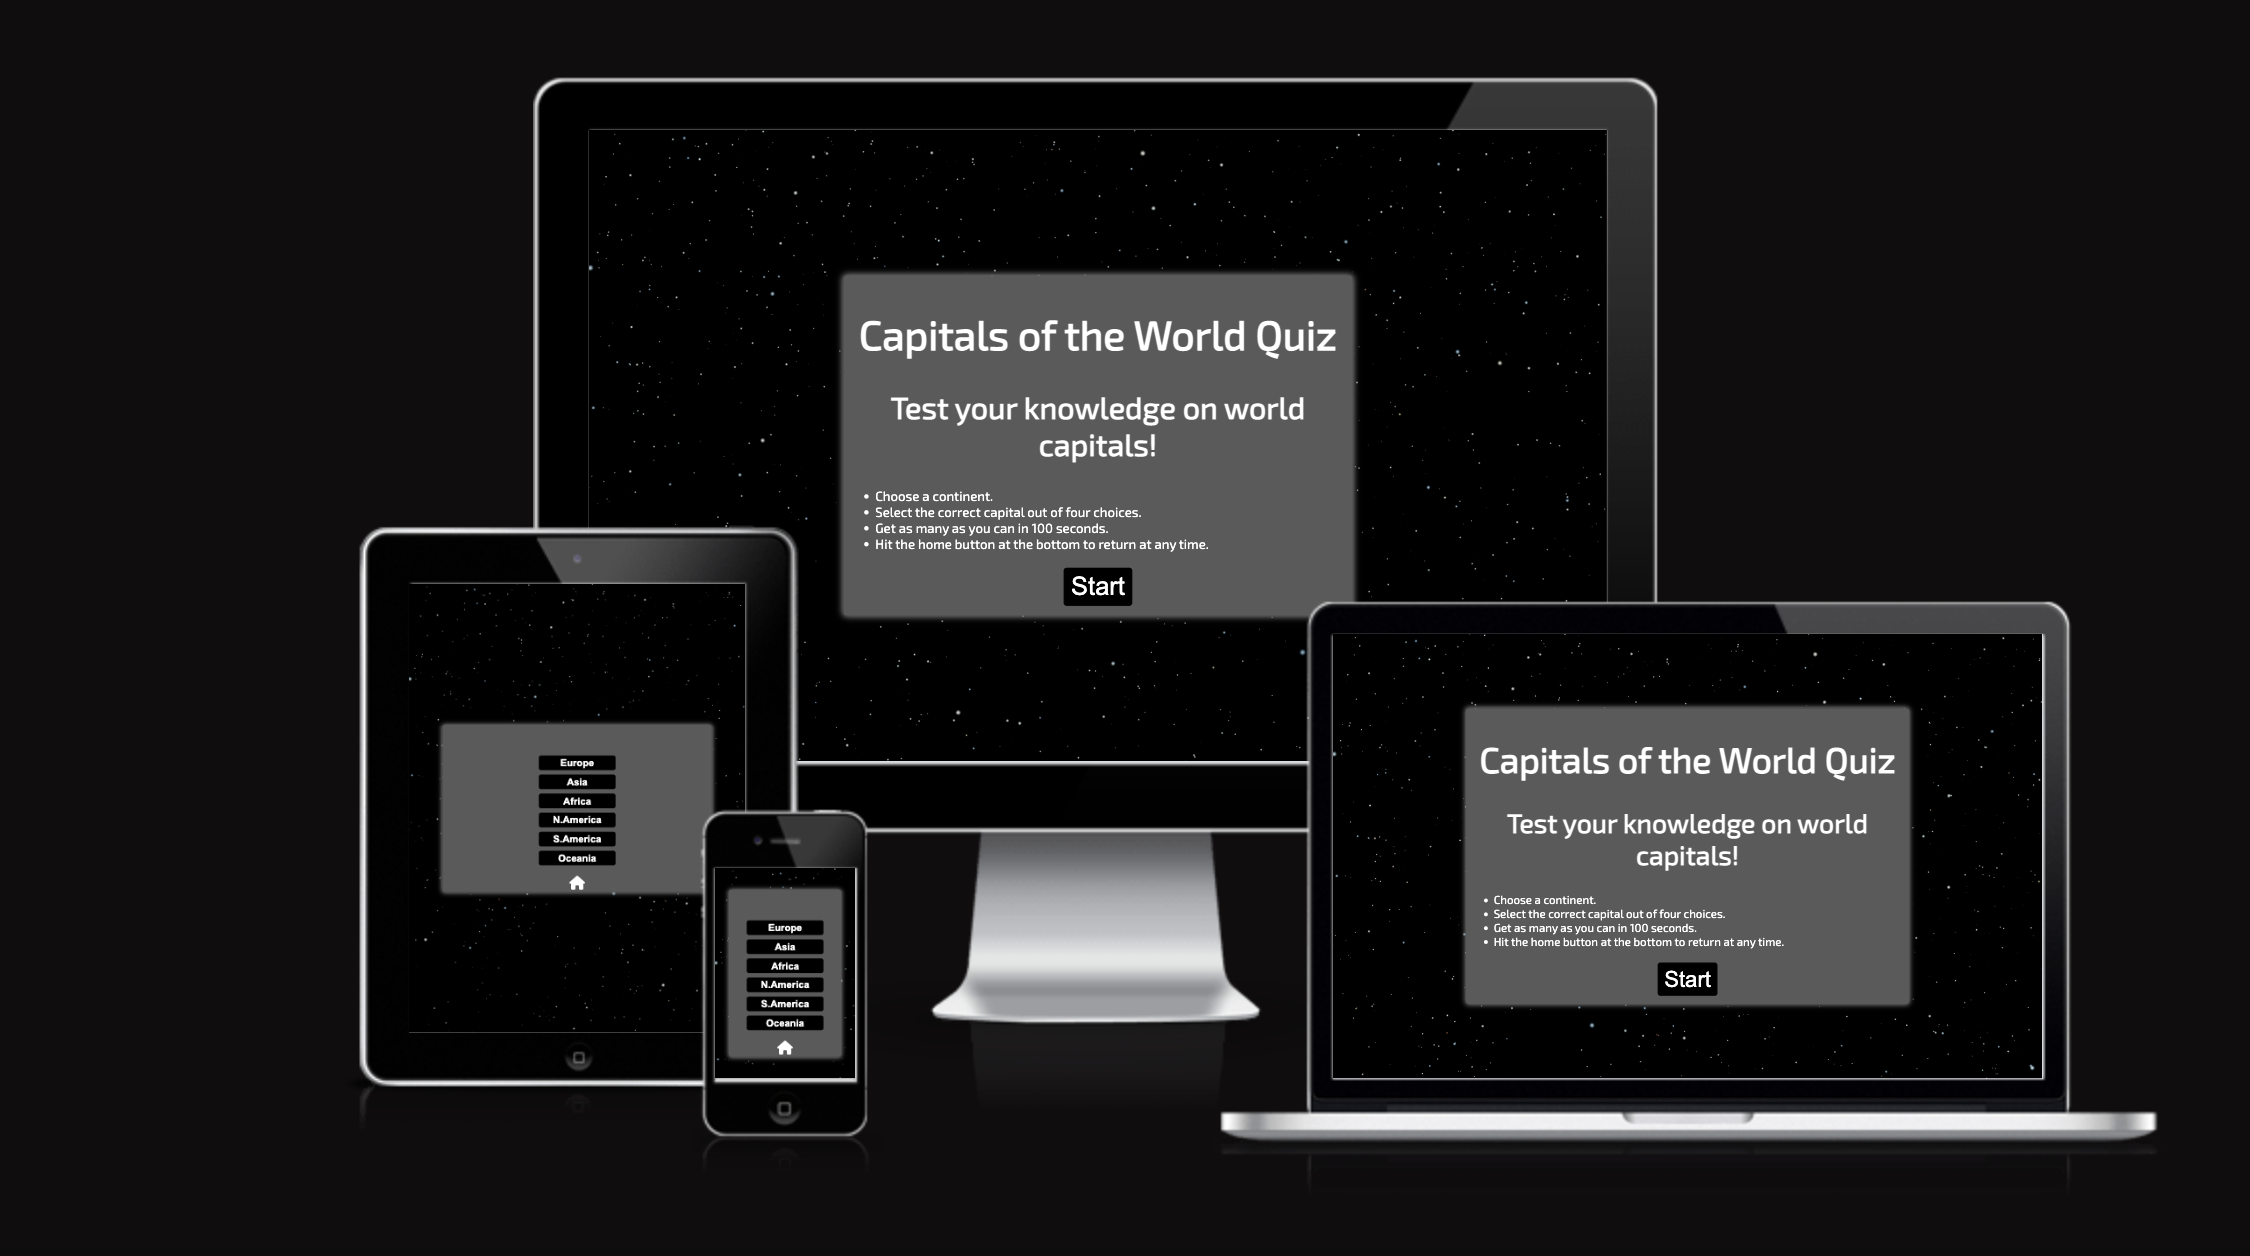 Capitals of the World Quiz
Test your knowledge on world
capitals!
• Choose a continent.
• Select the correct capital out of four choices.
• Get as many as you can in 100 seconds.
• Hit the home button at the bottom to return at any time.
Start
Europe
Asia
Africa
N.America
S.America
Oceania
Europe
Asia
Africa
N.America
S.America
Oceania
Capitals of the World Quiz
Test your knowledge on world
capitals!
• Choose a continent.
• Select the correct capital out of four choices.
• Get as many as you can in 100 seconds.
• Hit the home button at the bottom to return at any time.
Start